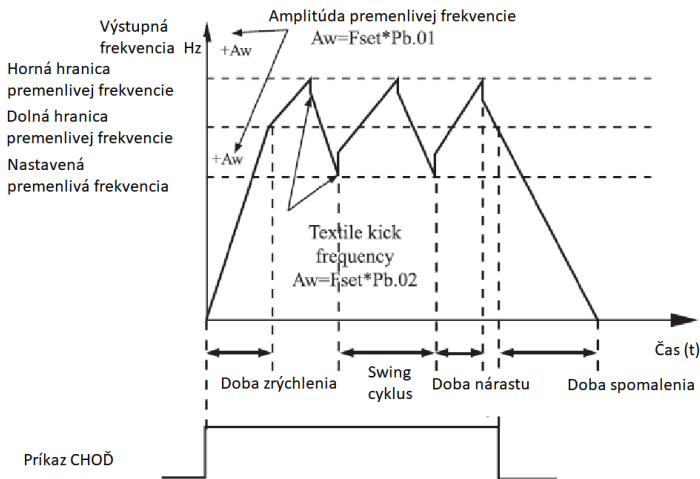 Výstupná
frekvencia Hz
Amplitúda premenlivej frekvencie
+Aw
Aw=Fset*Pb.01
Horná hranica
premenlivej frekvencie
Dolná hranica
premenlivej frekvencie
+Aw
Nastavená
premenlivá frekvencia
Textile kick
frequency
Aw=Fset*Pb.02
Čas (t)
Doba zrýchlenia
Swing
cyklus
Doba nárastu
Doba spomalenia
Príkaz CHOĎ